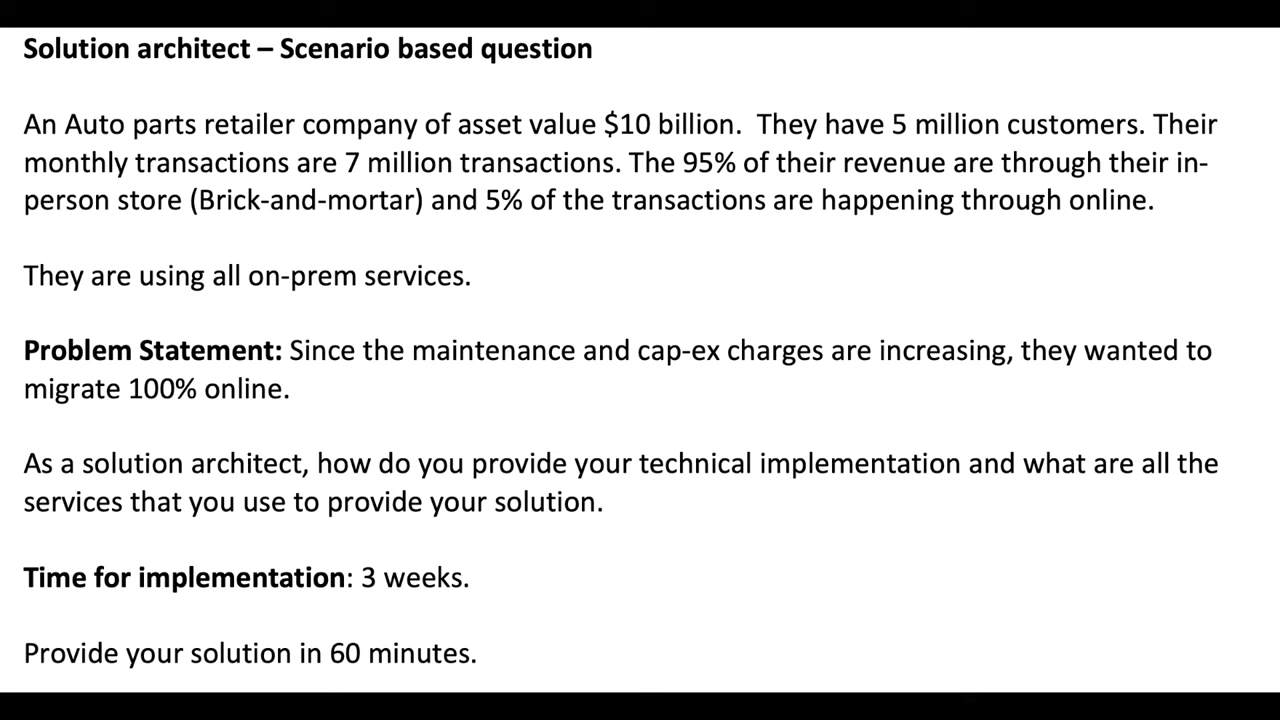 Solution architect – Scenario based question
An Auto parts retailer company of asset value $10 billion.  They have 5 million customers. Their
monthly transactions are 7 million transactions. The 95% of their revenue are through their in-
person store (Brick-and-mortar) and 5% of the transactions are happening through online.
They are using all on-prem services.
Problem Statement: Since the maintenance and cap-ex charges are increasing, they wanted to
migrate 100% online.
As a solution architect, how do you provide your technical implementation and what are all the
services that you use to provide your solution.
Time for implementation: 3 weeks.
Provide your solution in 60 minutes.